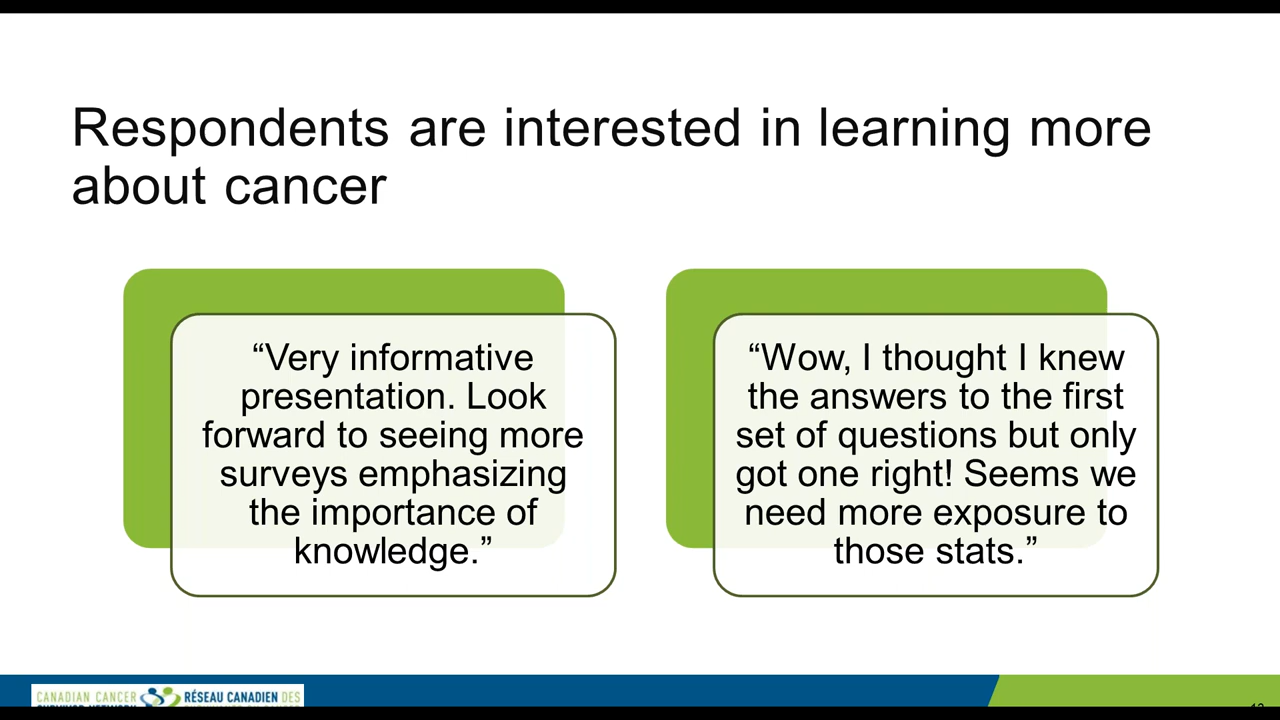 Respondents are interested in learning more
about cancer
“Very informative
presentation. Look
forward to seeing more
surveys emphasizing
the importance of
knowledge.”
“Wow, I thought I knew
the answers to the first
set of questions but only
got one right! Seems we
need more exposure to
those stats.”
CANADIAN CANCER
RÉSEAU CANADIEN DES